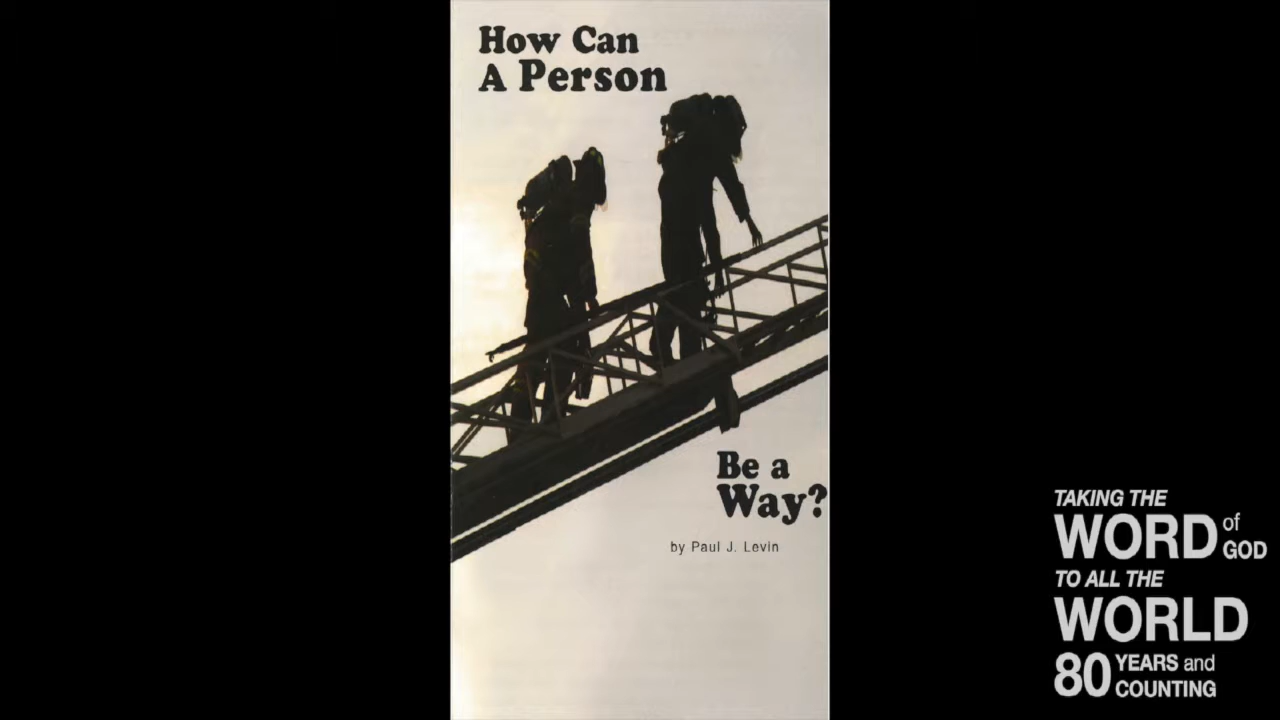 How Can
A Person
Be a
Way?
by Paul J. Levin
TAKING THE
WORD of GOD
TO ALL THE
WORLD
80 YEARS and COUNTING